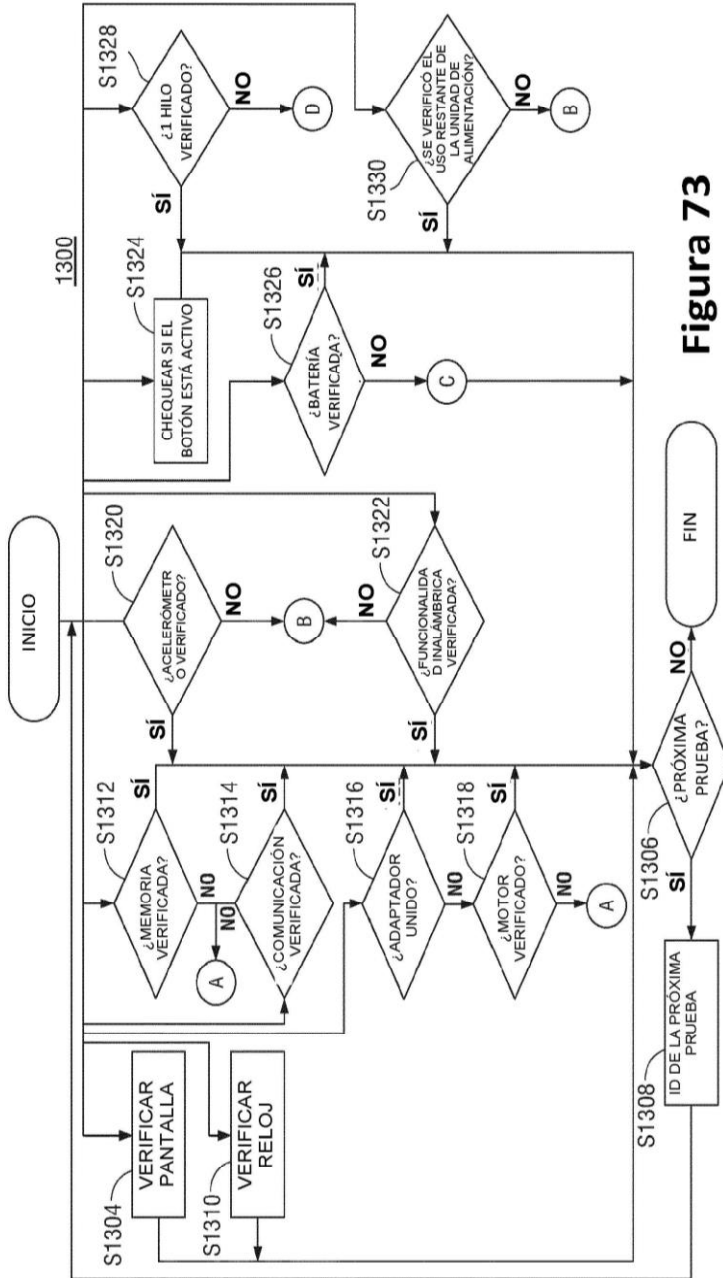 1300
INICIO
S1304
VERIFICAR
PANTALLA
S1310
VERIFICAR
RELOJ
S1312
¿MEMORIA
VERIFICADA?
SÍ
NO
A
S1314
¿COMUNICACIÓN
VERIFICADA?
SÍ
NO
S1316
¿ADAPTADOR
UNIDO?
SÍ
NO
S1318
¿MOTOR
VERIFICADO?
SÍ
NO
A
S1320
¿ACELERÓMETR
O VERIFICADO?
SÍ
NO
B
S1322
¿FUNCIONALIDA
D INALÁMBRICA
VERIFICADA?
NO
SÍ
S1324
CHEQUEAR SI EL
BOTÓN ESTÁ ACTIVO
S1326
¿BATERÍA
VERIFICADA?
SÍ
NO
C
S1328
¿1 HILO
VERIFICADO?
SÍ
NO
D
S1330
¿SE VERIFICÓ EL
USO RESTANTE DE
LA UNIDAD DE
ALIMENTACIÓN?
SÍ
NO
B
S1306
¿PRÓXIMA
PRUEBA?
SÍ
NO
S1308
ID DE LA PRÓXIMA
PRUEBA
FIN
Figura 73